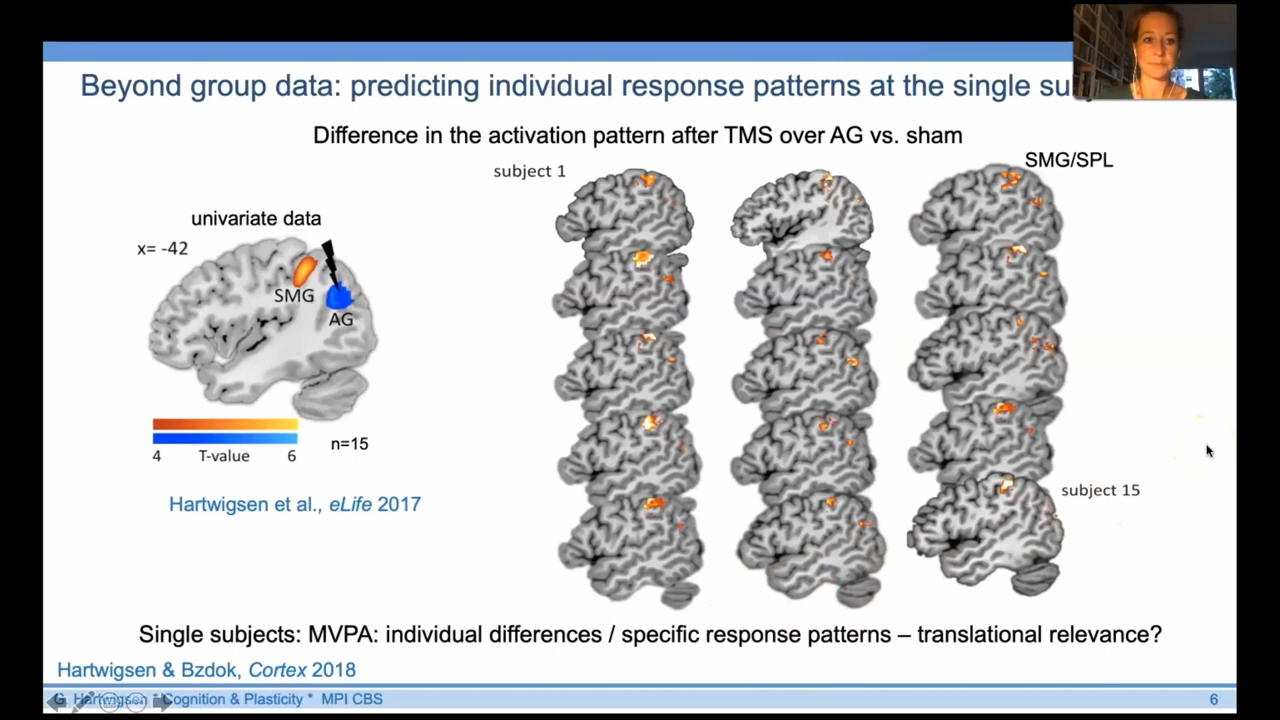 Beyond group data: predicting individual response patterns at the single
Difference in the activation pattern after TMS over AG vs. sham
subject 1
SMG/SPL
univariate data
x= -42
SMG
AG
4 T-value 6
n=15
Hartwigsen et al., eLife 2017
subject 15
Single subjects: MVPA: individual differences / specific response patterns – translational relevance?
Hartwigsen & Bzdok, Cortex 2018
G. Hartwigsen * Cognition & Plasticity * MPI CBS
6